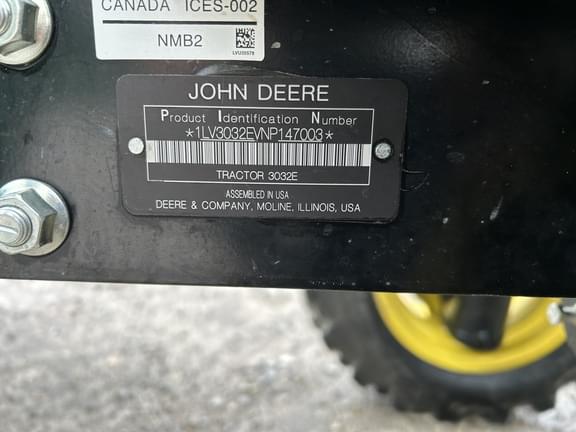 CANADA ICES-002
NMB2
LVU28578
JOHN DEERE
Product Identification Number
*1LV3032EVNP147003*
TRACTOR 3032E
ASSEMBLED IN USA
DEERE & COMPANY, MOLINE, ILLINOIS, USA